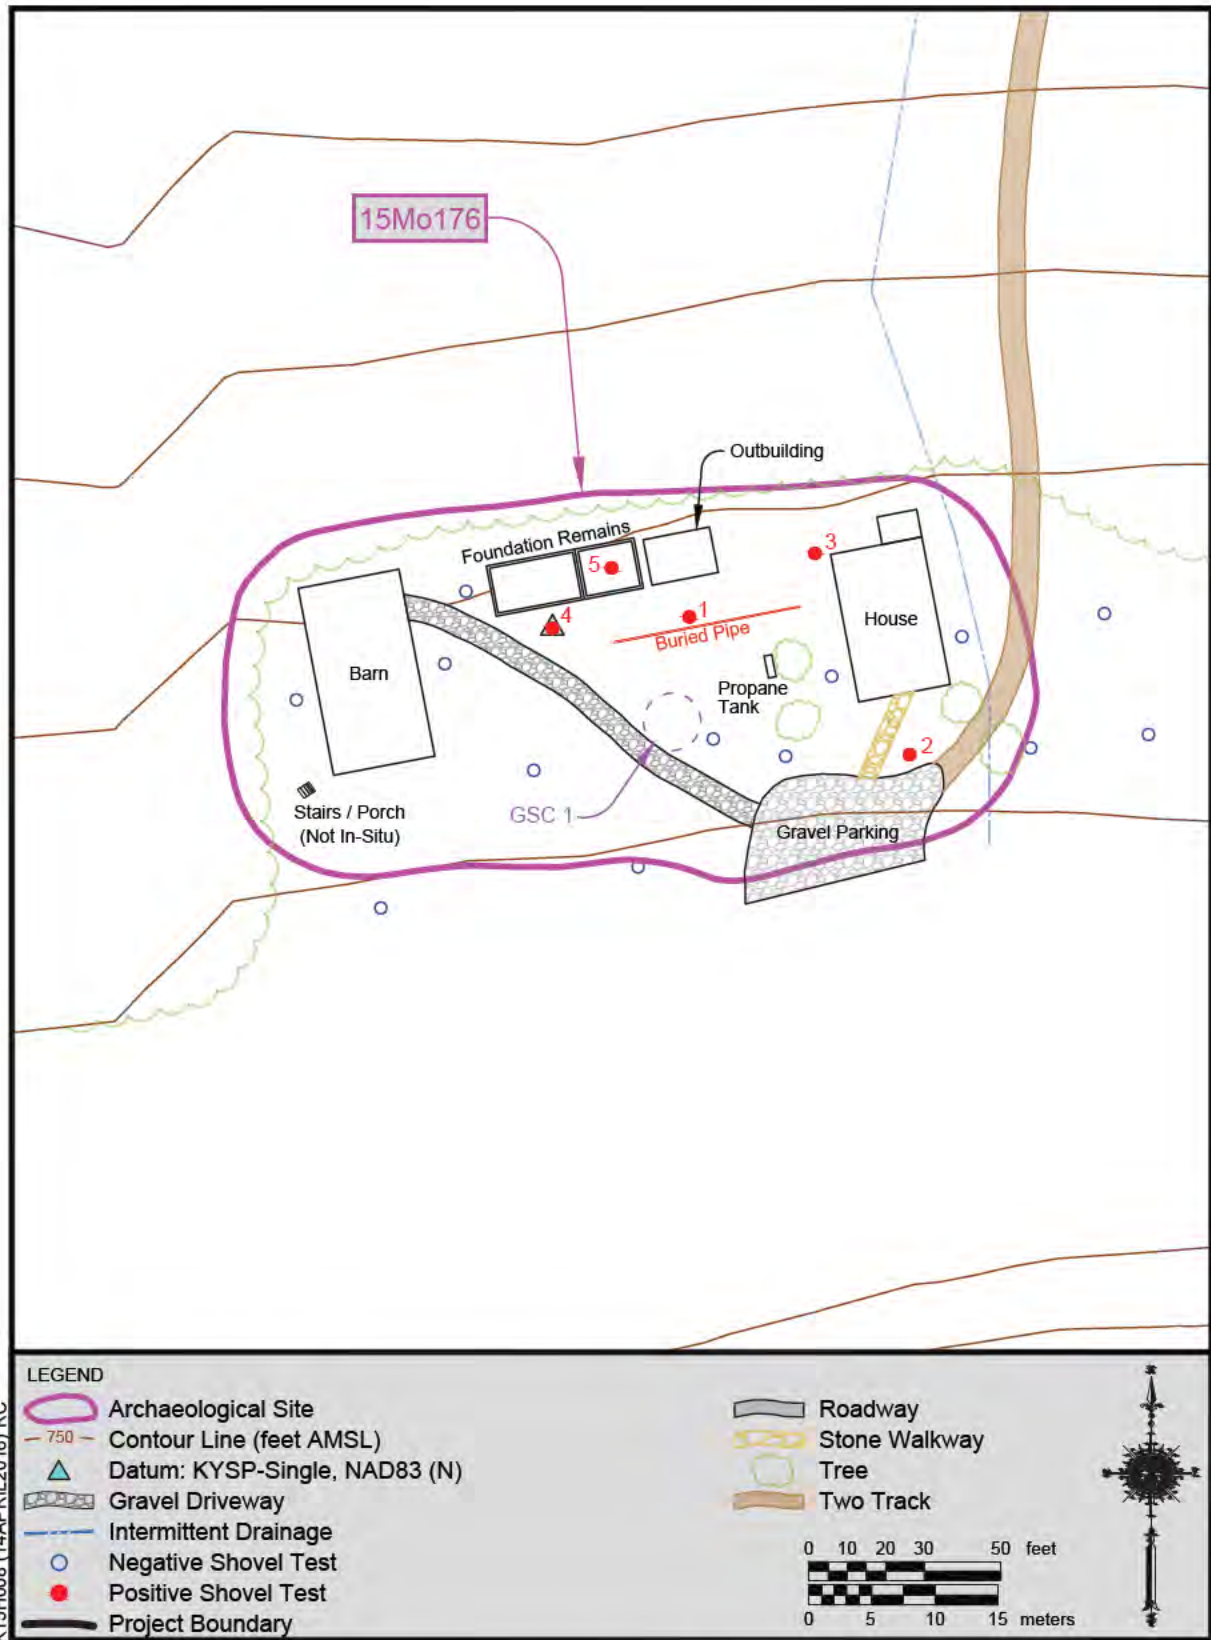 15Mo176
Outbuilding
Foundation Remains
3
5
4
1
House
Buried Pipe
Barn
Propane
Tank
2
Stairs / Porch
(Not In-Situ)
GSC 1
Gravel Parking
LEGEND
Archaeological Site
750
Contour Line (feet AMSL)
Datum: KYSP-Single, NAD83 (N)
Gravel Driveway
Intermittent Drainage
Negative Shovel Test
Positive Shovel Test
Project Boundary
Roadway
Stone Walkway
Tree
Two Track
0 10 20 30 50 feet
0 5 10 15 meters